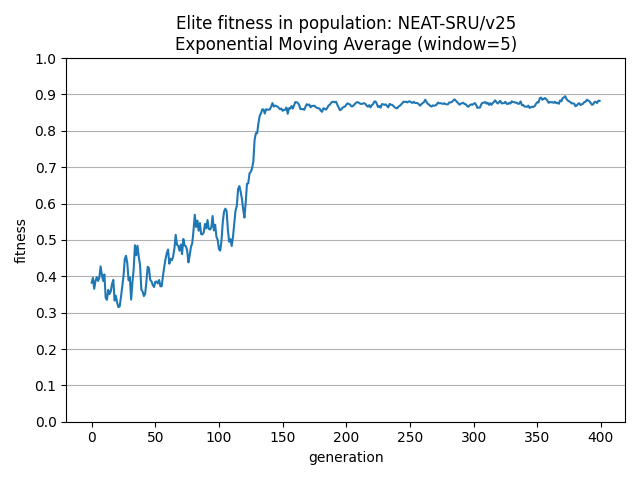 Elite fitness in population: NEAT-SRU/v25
Exponential Moving Average (window=5)
1.0
0.9
0.8
0.7
0.6
0.5
0.4
0.3
0.2
0.1
0.0
fitness
0 50 100 150 200 250 300 350 400
generation